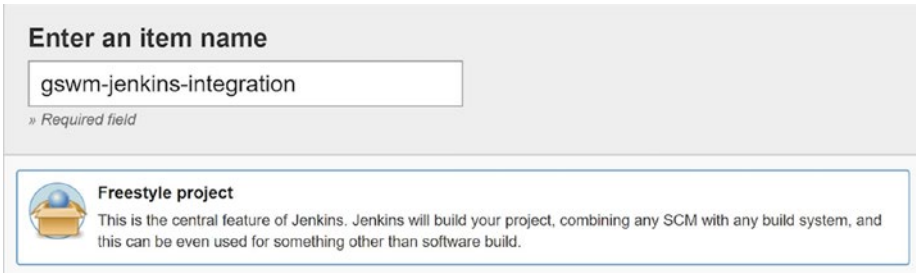 Enter an item name
gswm-jenkins-integration
» Required field
Freestyle project
This is the central feature of Jenkins. Jenkins will build your project, combining any SCM with any build system, and
this can be even used for something other than software build.